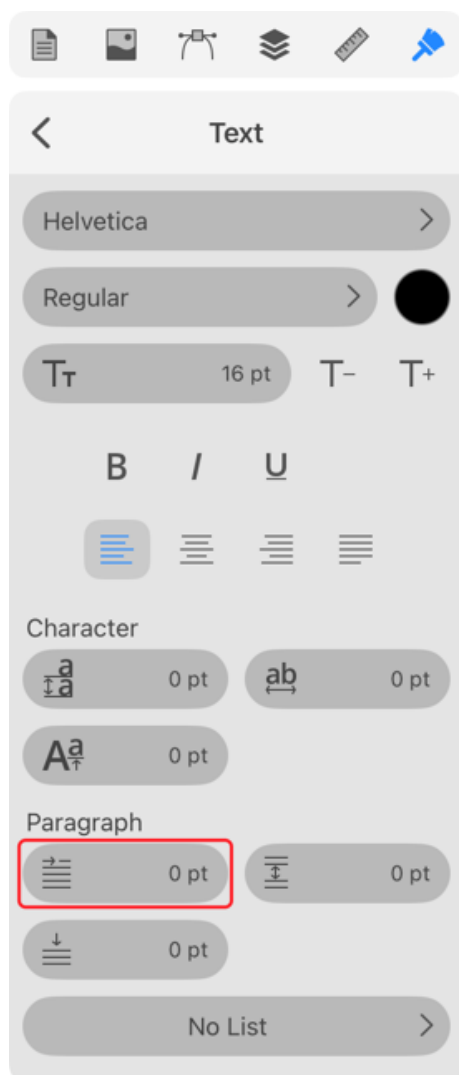 Text
Helvetica
Regular
16 pt
B I U
Character
0 pt 0 pt
0 pt
Paragraph
0 pt 0 pt
0 pt
No List